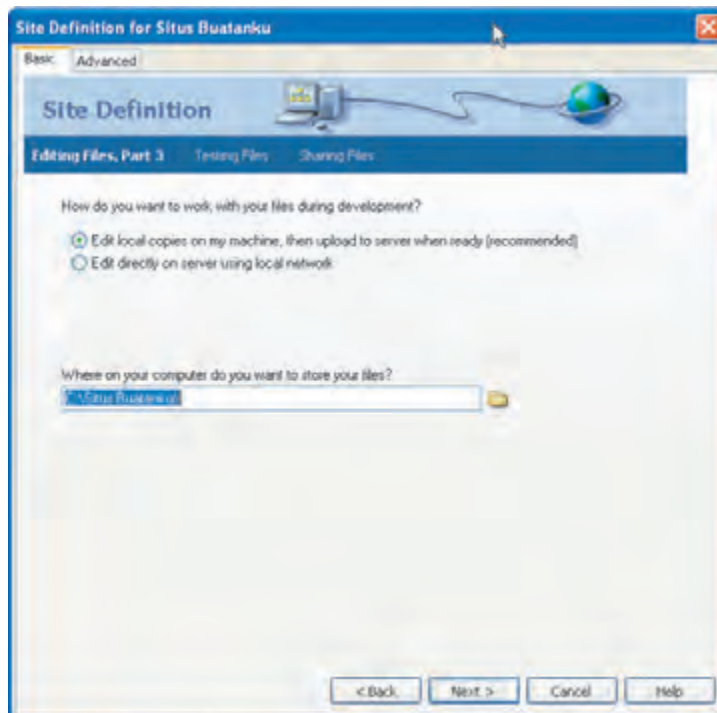 Site Definition for Situs Buatanku
Basic Advanced
Site Definition
Editing Files, Part 3 Testing Files Sharing Files
How do you want to work with your files during development?
Edit local copies on my machine, then upload to server when ready (recommended)
Edit directly on server using local network
Where on your computer do you want to store your files?
C:\Situs Buatanku\
< Back Next > Cancel Help